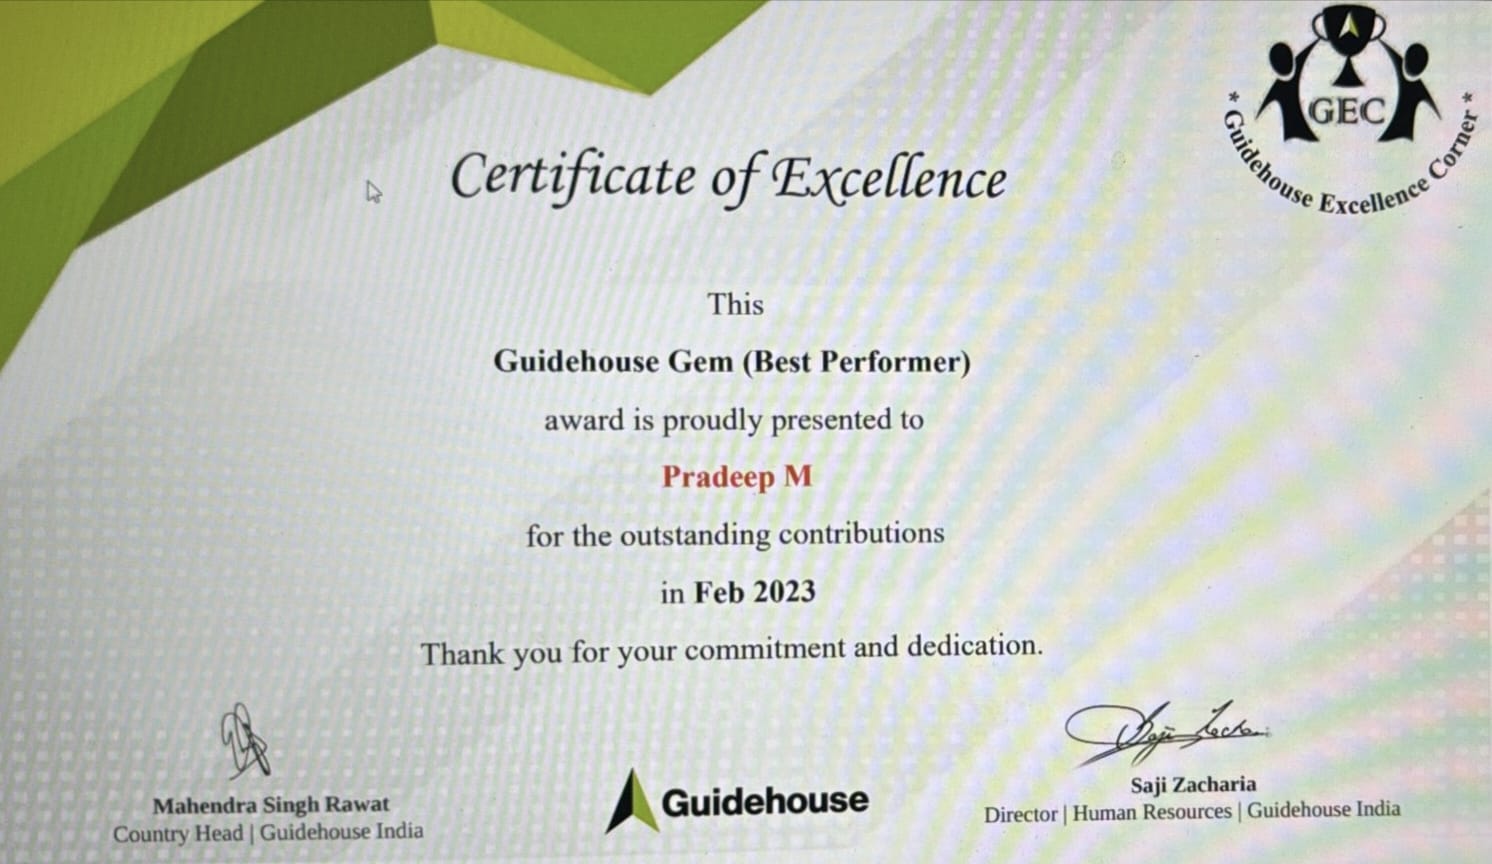 GEC
* Guidehouse Excellence Corner *
Certificate of Excellence
This
Guidehouse Gem (Best Performer)
award is proudly presented to
Pradeep M
for the outstanding contributions
in Feb 2023
Thank you for your commitment and dedication.
Mahendra Singh Rawat
Country Head | Guidehouse India
Guidehouse
Saji Zacharia
Director | Human Resources | Guidehouse India